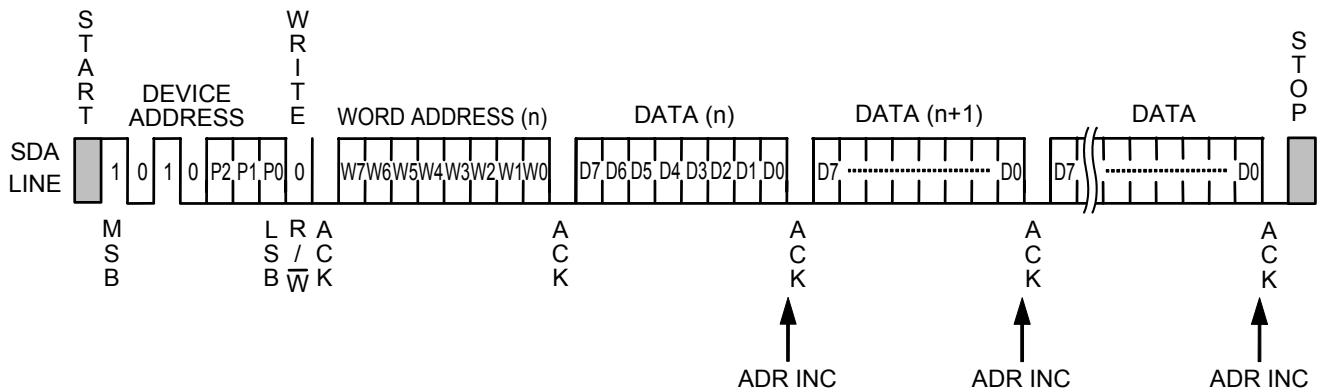 START
WRITE
STOP
DEVICE
ADDRESS
WORD ADDRESS (n)
DATA (n)
DATA (n+1)
DATA
SDA
LINE
1 0 1 0 P2 P1 P0 0 W7 W6 W5 W4 W3 W2 W1 W0 D7 D6 D5 D4 D3 D2 D1 D0 D7 D0 D7 D0
MSB
LSB
R/W̅
ACK
ACK
ACK
ACK
ACK
ADR INC
ADR INC
ADR INC